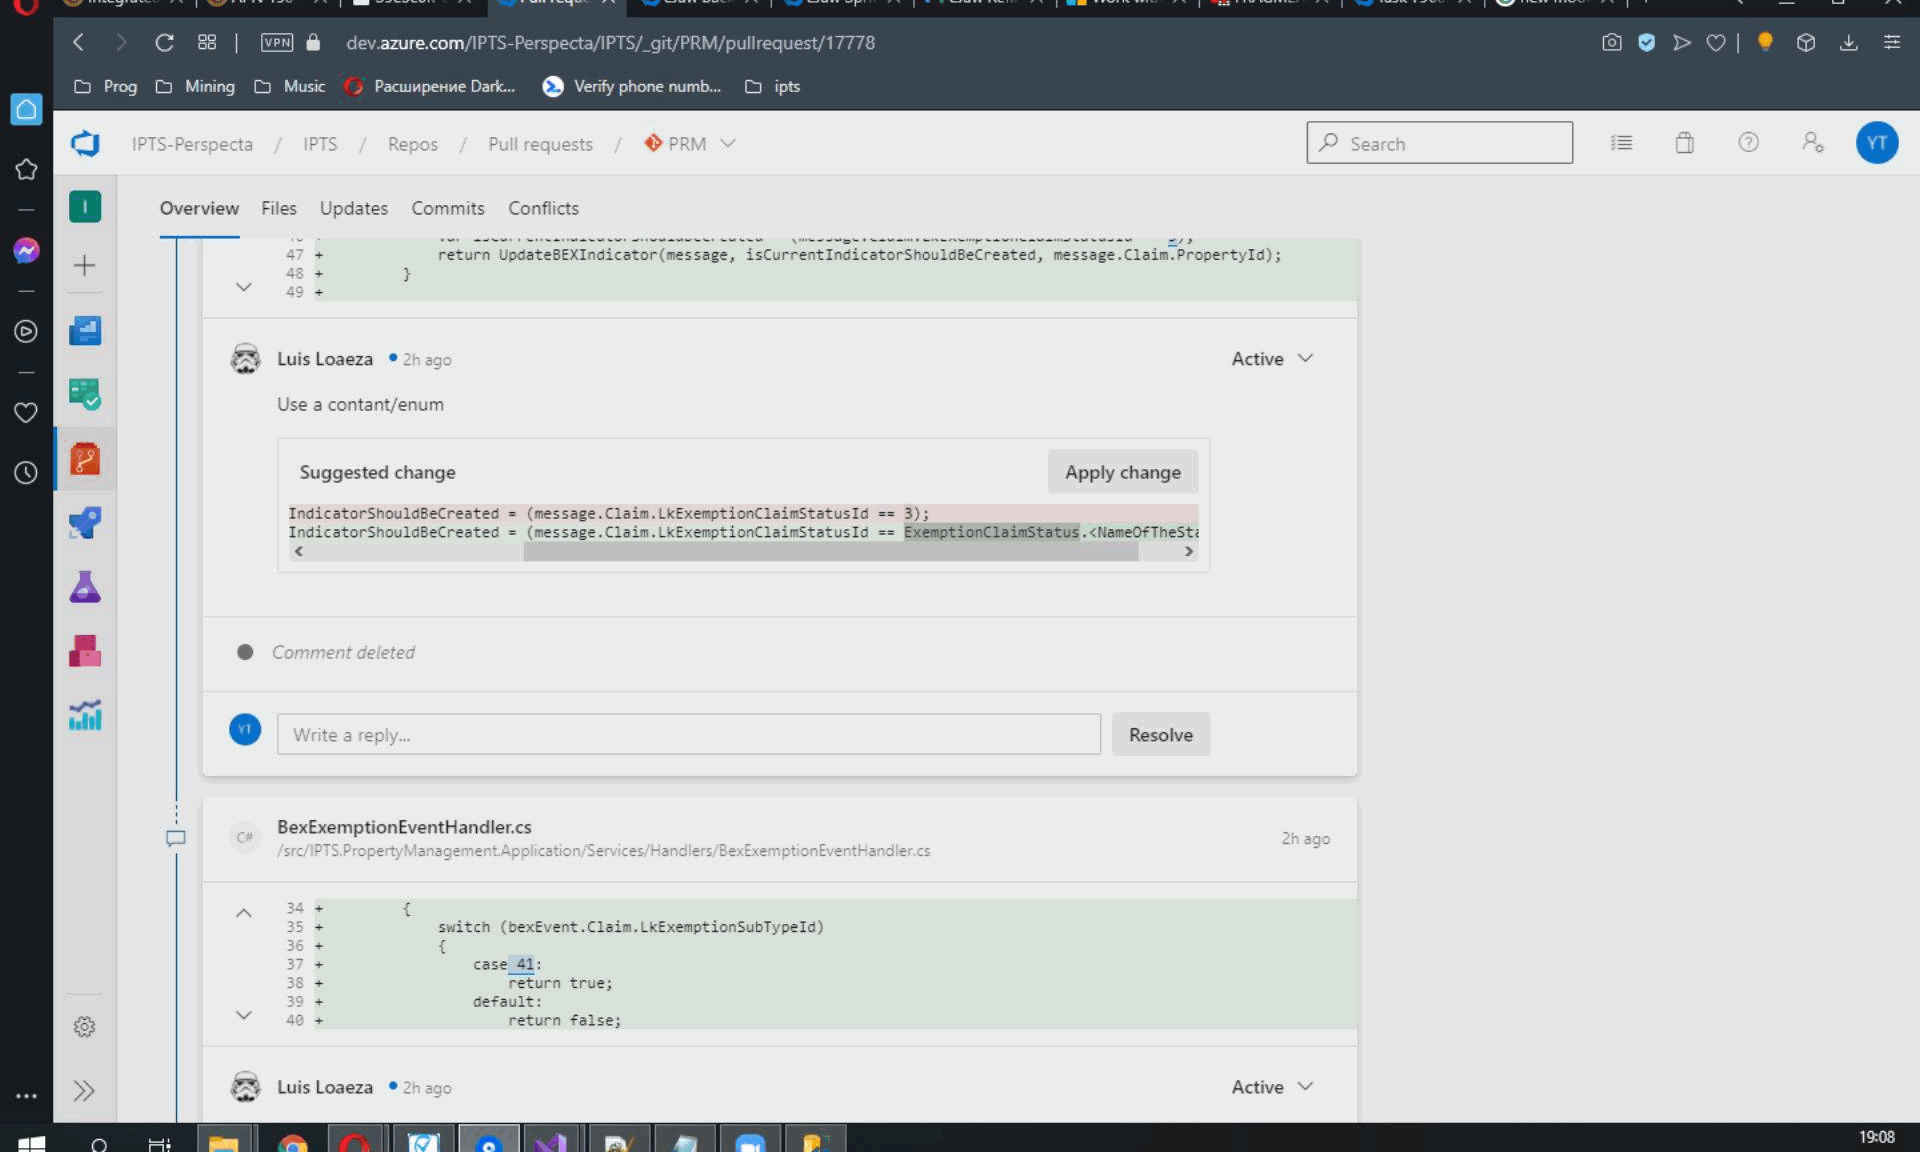 VPN
dev.azure.com/IPTS-Perspecta/IPTS/_git/PRM/pullrequest/17778
Prog
Mining
Music
Расширение Dark...
Verify phone numb...
ipts
IPTS-Perspecta / IPTS / Repos / Pull requests / PRM
Search
YT
I
Overview
Files
Updates
Commits
Conflicts
47 + return UpdateBEXIndicator(message, isCurrentIndicatorShouldBeCreated, message.Claim.PropertyId);
48 + }
49 +
Luis Loaeza
2h ago
Active
Use a contant/enum
Suggested change
Apply change
IndicatorShouldBeCreated = (message.Claim.LkExemptionClaimStatusId == 3);
IndicatorShouldBeCreated = (message.Claim.LkExemptionClaimStatusId == ExemptionClaimStatus.<NameOfTheSta
Comment deleted
YT
Write a reply...
Resolve
C#
BexExemptionEventHandler.cs
/src/IPTS.PropertyManagement.Application/Services/Handlers/BexExemptionEventHandler.cs
2h ago
34 + {
35 + switch (bexEvent.Claim.LkExemptionSubTypeId)
36 + {
37 + case 41:
38 + return true;
39 + default:
40 + return false;
Luis Loaeza
2h ago
Active
19:08